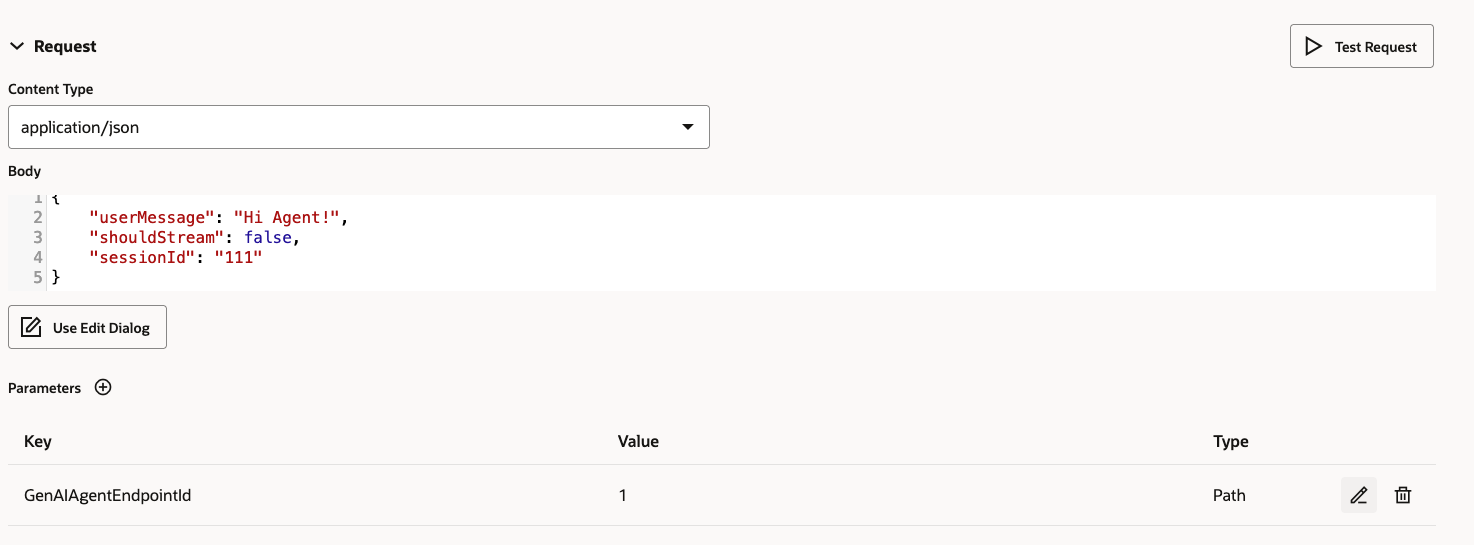 Request
Test Request
Content Type
application/json
Body
1 {
2     "userMessage": "Hi Agent!",
3     "shouldStream": false,
4     "sessionId": "111"
5 }
Use Edit Dialog
Parameters
Key Value Type
GenAIAgentEndpointId 1 Path